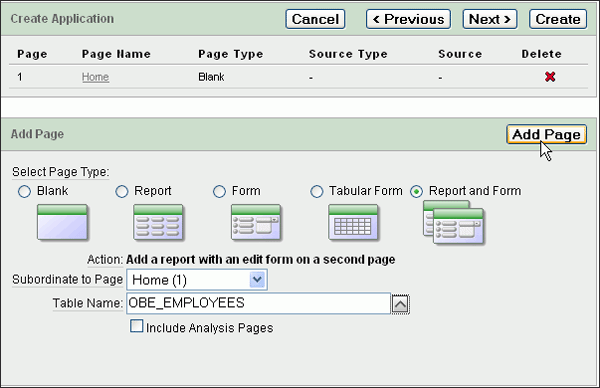 Create Application Cancel < Previous Next > Create
Page Page Name Page Type Source Type Source Delete
1 Home Blank - -
Add Page Add Page
Select Page Type:
Blank Report Form Tabular Form Report and Form
Action: Add a report with an edit form on a second page
Subordinate to Page Home (1)
Table Name: OBE_EMPLOYEES
Include Analysis Pages